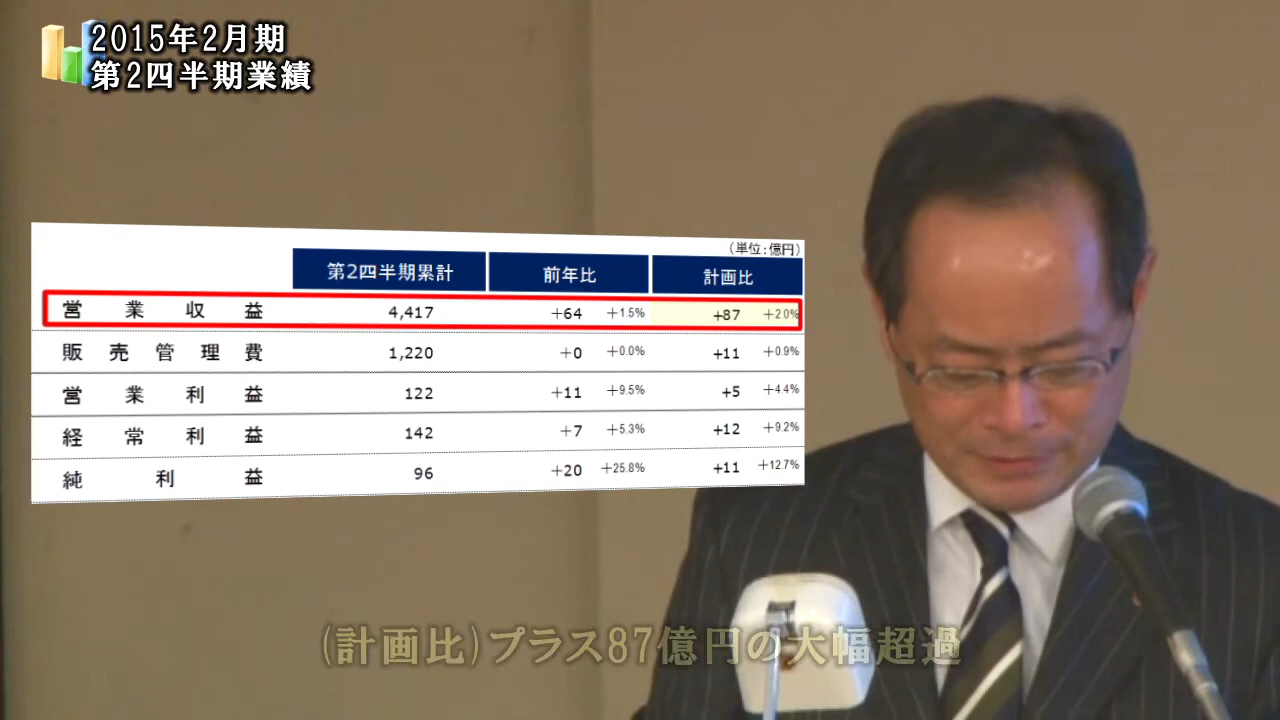 2015年2月期
第2四半期業績
(単位:億円)
第2四半期累計 前年比 計画比
営業収益 4,417 +64 +1.5% +87 +2.0%
販売管理費 1,220 +0 +0.0% +11 +0.9%
営業利益 122 +11 +9.5% +5 +4.4%
経常利益 142 +7 +5.3% +12 +9.2%
純利益 96 +20 +25.8% +11 +12.7%
(計画比)プラス87億円の大幅超過